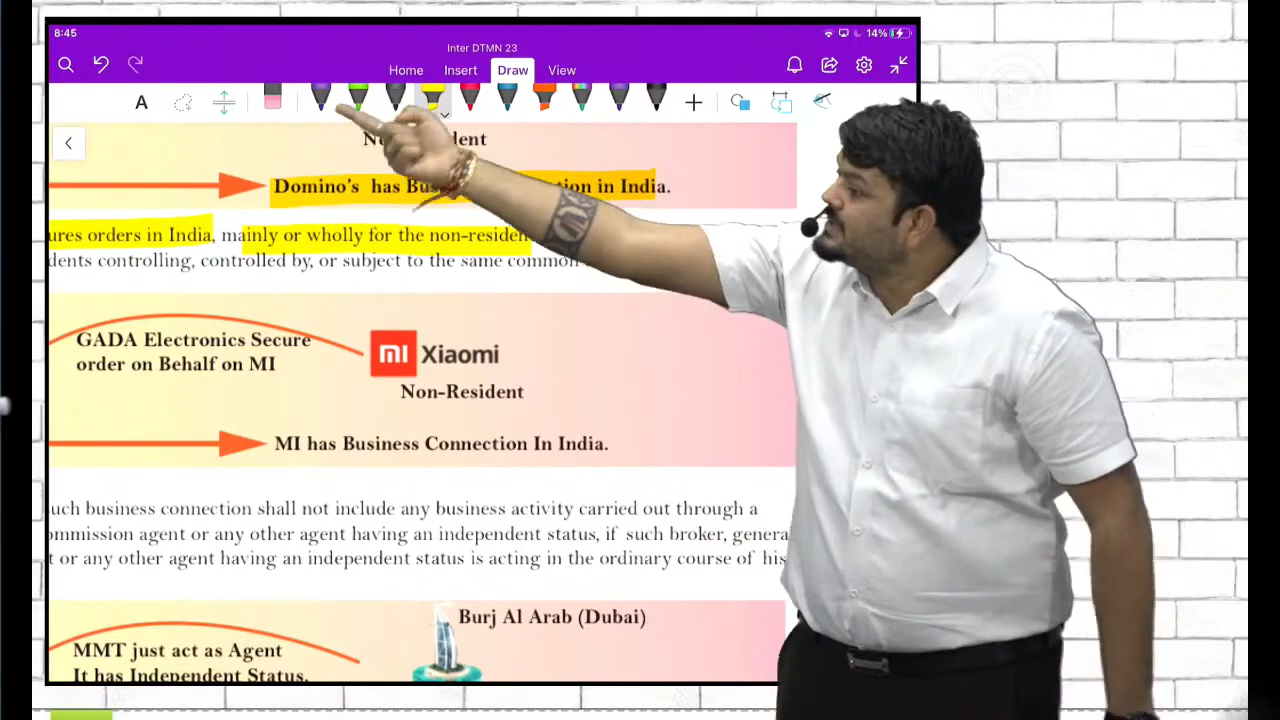 8:45
14%
Inter DTMN 23
Home Insert Draw View
A
Domino's has in India.
ures orders in India, mainly or wholly for the
dents controlling, controlled by, or subject to the same common
GADA Electronics Secure
order on Behalf on MI
mi Xiaomi
Non-Resident
MI has Business Connection In India.
uch business connection shall not include any business activity carried out through a
ommission agent or any other agent having an independent status, if such broker, general
t or any other agent having an independent status is acting in the ordinary course of his
Burj Al Arab (Dubai)
MMT just act as Agent
It has Independent Status.